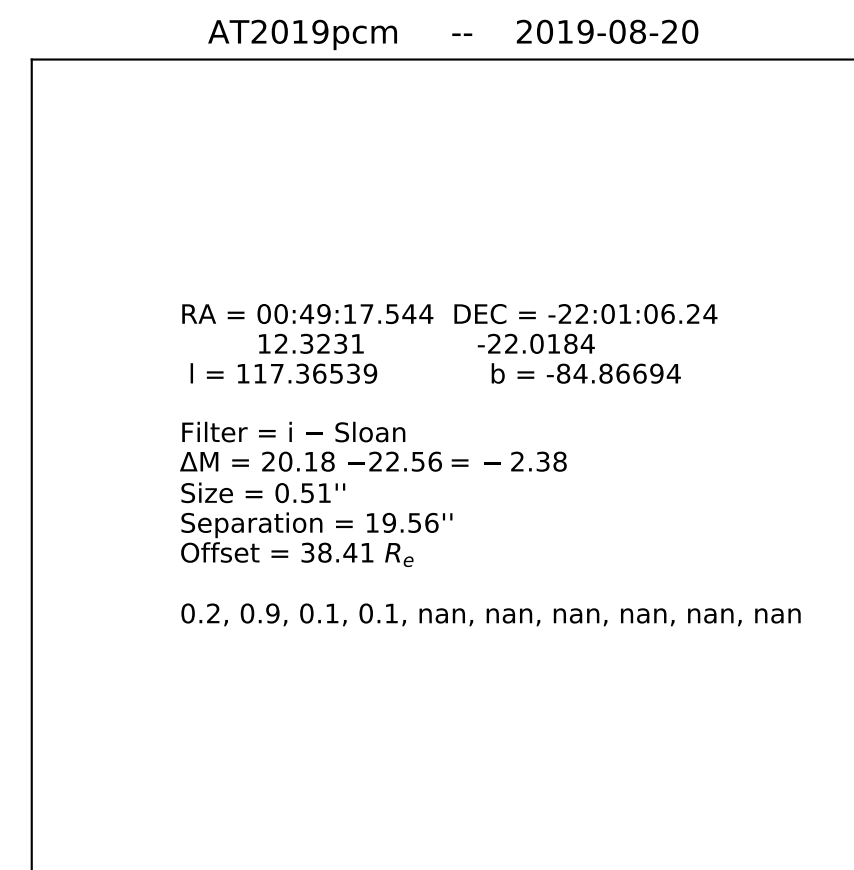 AT2019pcm -- 2019-08-20
RA = 00:49:17.544 DEC = -22:01:06.24
12.3231 -22.0184
l = 117.36539 b = -84.86694
Filter = i − Sloan
ΔM = 20.18 −22.56 = − 2.38
Size = 0.51''
Separation = 19.56''
Offset = 38.41 Re
0.2, 0.9, 0.1, 0.1, nan, nan, nan, nan, nan, nan